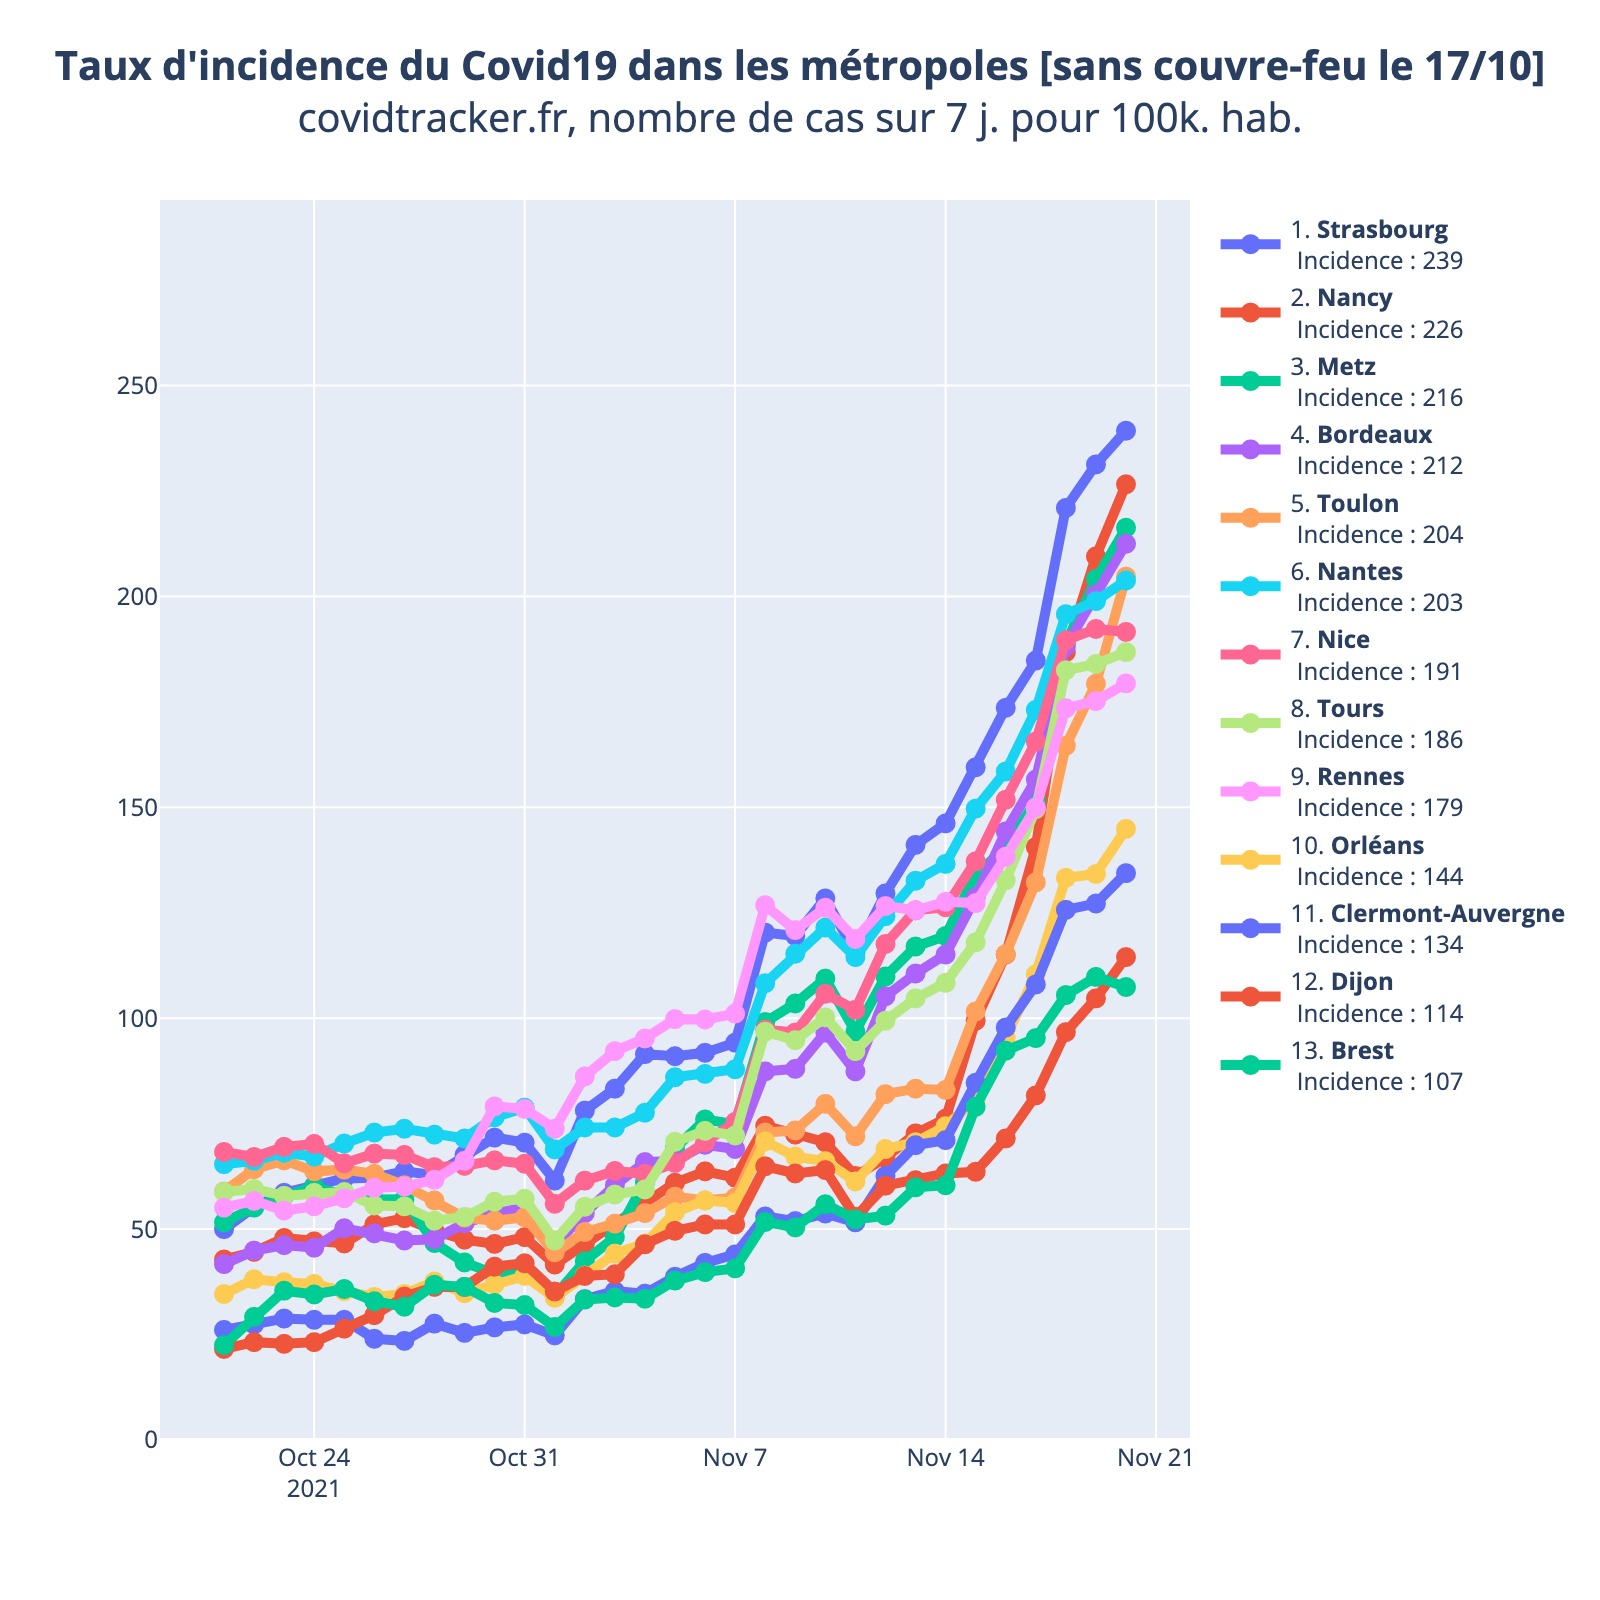 Taux d'incidence du Covid19 dans les métropoles [sans couvre-feu le 17/10]
covidtracker.fr, nombre de cas sur 7 j. pour 100k. hab.
250
200
150
100
50
0
Oct 24
2021
Oct 31
Nov 7
Nov 14
Nov 21
1. Strasbourg
Incidence : 239
2. Nancy
Incidence : 226
3. Metz
Incidence : 216
4. Bordeaux
Incidence : 212
5. Toulon
Incidence : 204
6. Nantes
Incidence : 203
7. Nice
Incidence : 191
8. Tours
Incidence : 186
9. Rennes
Incidence : 179
10. Orléans
Incidence : 144
11. Clermont-Auvergne
Incidence : 134
12. Dijon
Incidence : 114
13. Brest
Incidence : 107